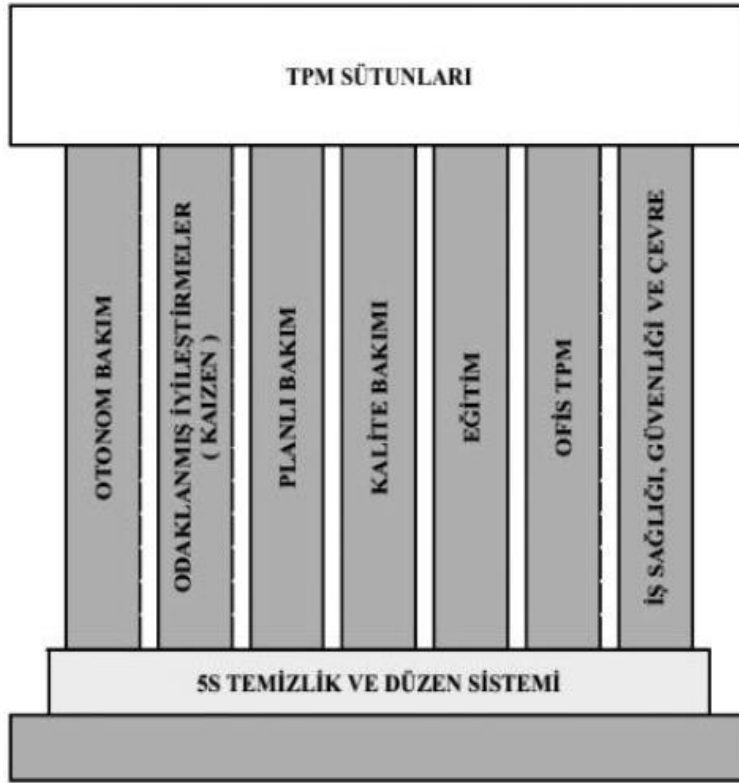 TPM SÜTUNLARI
OTONOM BAKIM
ODAKLANMIŞ İYİLEŞTİRMELER
( KAIZEN )
PLANLI BAKIM
KALİTE BAKIMI
EĞİTİM
OFİS TPM
İŞ SAĞLIĞI, GÜVENLİĞİ VE ÇEVRE
5S TEMİZLİK VE DÜZEN SİSTEMİ